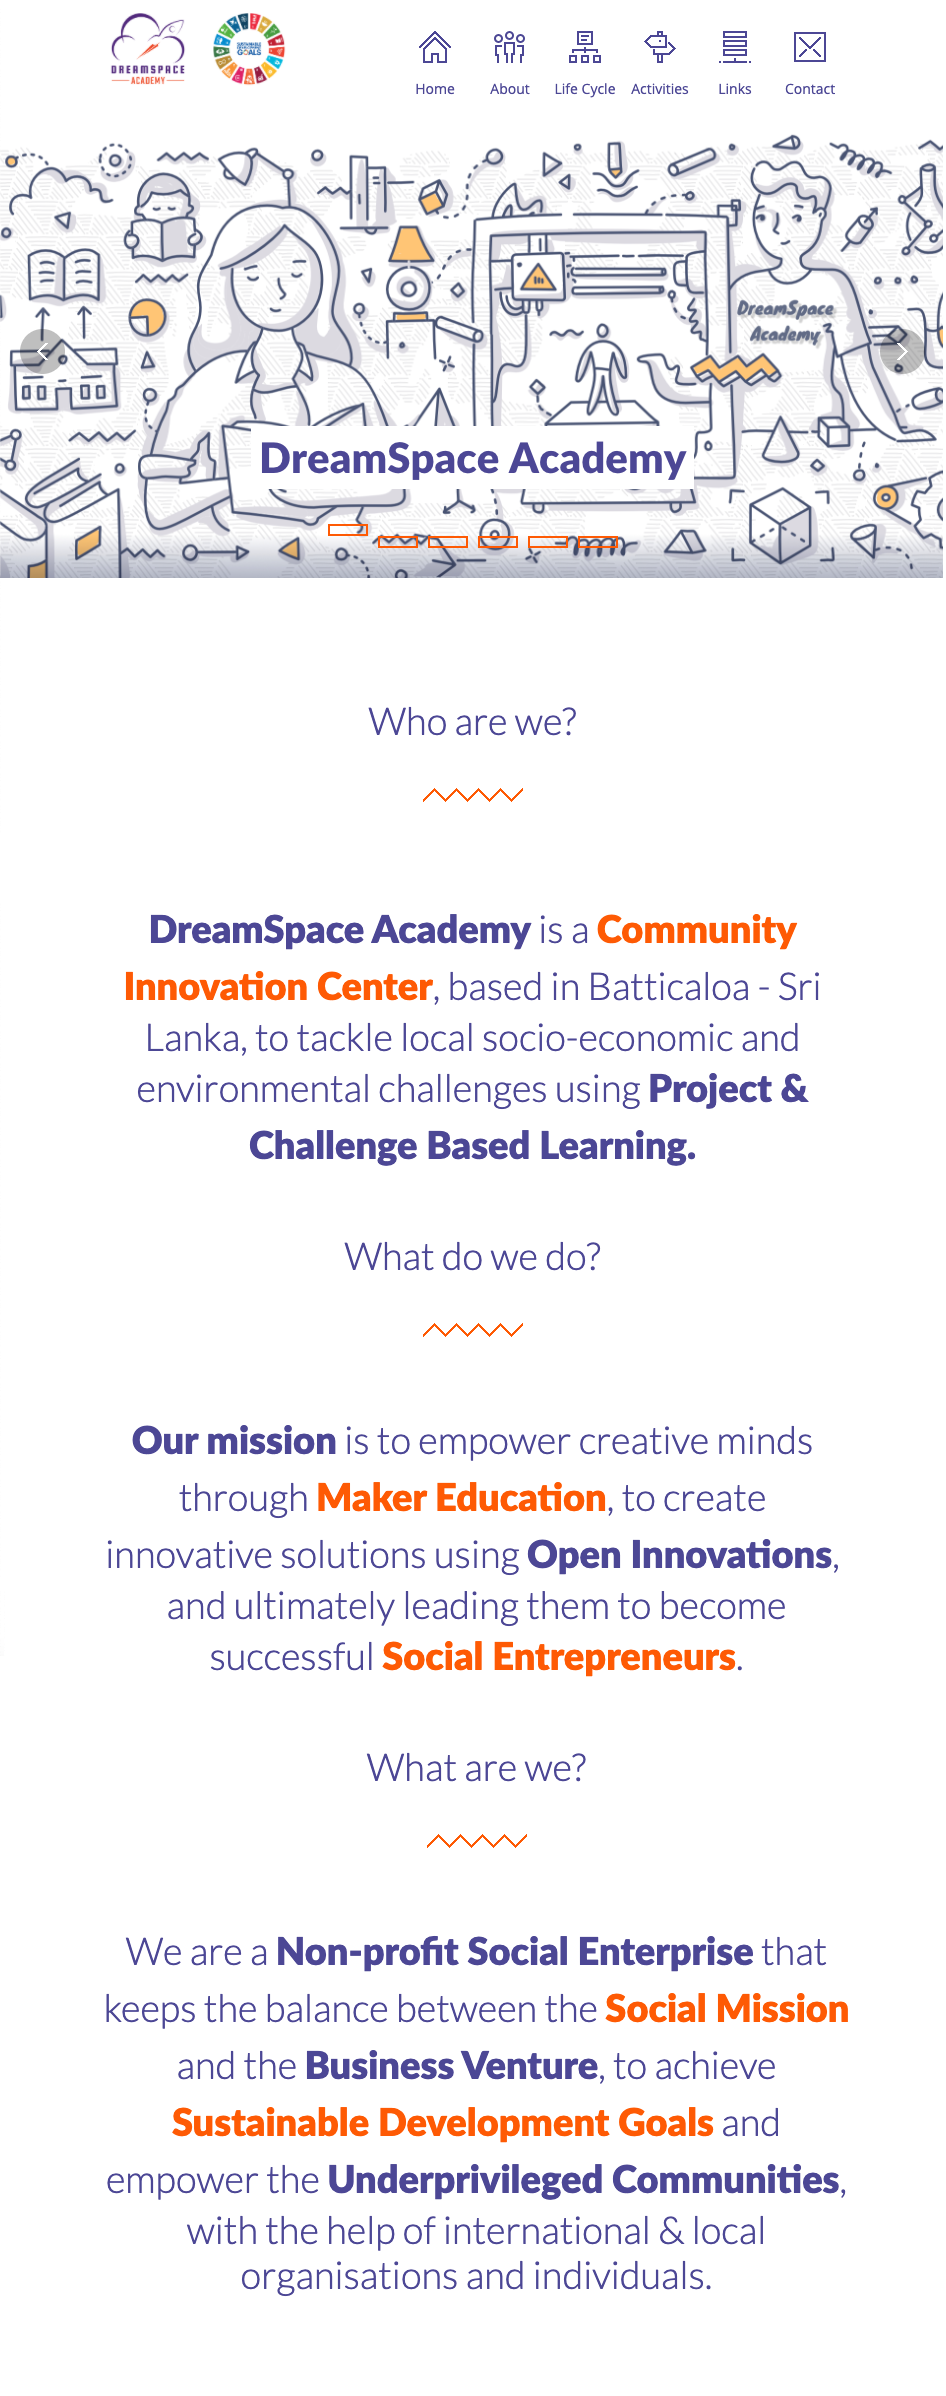 DREAMSPACE
ACADEMY
SUSTAINABLE
DEVELOPMENT
GOALS
Home
About
Life Cycle
Activities
Links
Contact
DreamSpace
Academy
DreamSpace Academy
Who are we?
DreamSpace Academy is a Community
Innovation Center, based in Batticaloa - Sri
Lanka, to tackle local socio-economic and
environmental challenges using Project &
Challenge Based Learning.
What do we do?
Our mission is to empower creative minds
through Maker Education, to create
innovative solutions using Open Innovations,
and ultimately leading them to become
successful Social Entrepreneurs.
What are we?
We are a Non-profit Social Enterprise that
keeps the balance between the Social Mission
and the Business Venture, to achieve
Sustainable Development Goals and
empower the Underprivileged Communities,
with the help of international & local
organisations and individuals.